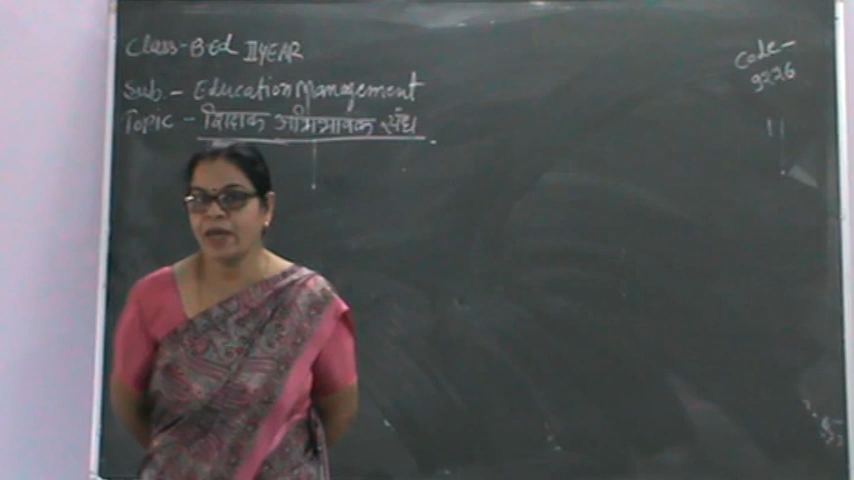 Class-B.Ed II YEAR
Sub.- Education Management
Topic - शिक्षक अभिभावक संघ
Code-
9226